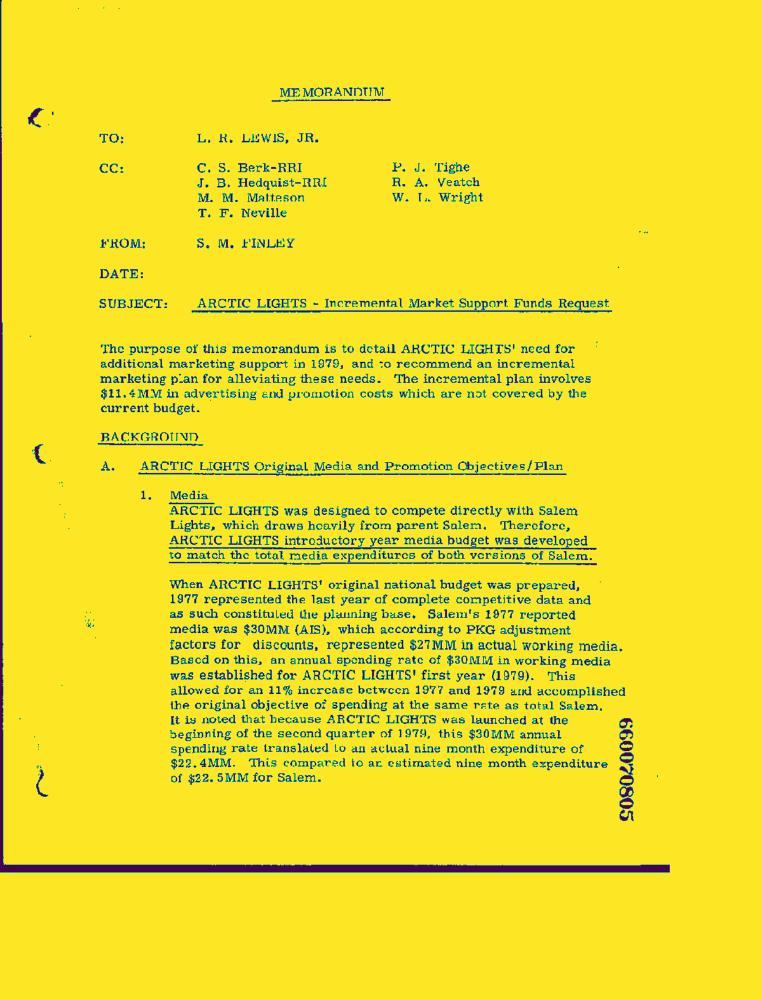 MEMORANDUM
TO: L. R. LEWIS, JR.
CC: C. S. Berk-RRI P. J. Tighe
J. B. Hedquist-RRI R. A. Veatch
M. M. Matteson W. L. Wright
T. F. Neville
FROM: S. M. FINLEY
DATE:
SUBJECT: ARCTIC LIGHTS - Incremental Market Support Funds Request
The purpose of this memorandum is to detail ARCTIC LIGHTS' need for
additional marketing support in 1979, and to recommend an incremental
marketing plan for alleviating these needs. The incremental plan involves
$11.4MM in advertising and promotion costs which are not covered by the
current budget.
BACKGROUND
A. ARCTIC LIGHTS Original Media and Promotion Objectives/Plan
1. Media
ARCTIC LIGHTS was designed to compete directly with Salem
Lights, which draws heavily from parent Salem. Therefore,
ARCTIC LIGHTS introductory year media budget was developed
to match the total media expenditures of both versions of Salem.
When ARCTIC LIGHTS' original national budget was prepared,
1977 represented the last year of complete competitive data and
as such constituted the planning base. Salem's 1977 reported
media was $30MM (AIS), which according to PKG adjustment
factors for discounts, represented $27MM in actual working media.
Based on this, an annual spending rate of $30MM in working media
was established for ARCTIC LIGHTS' first year (1979). This
allowed for an 11% increase between 1977 and 1979 and accomplished
the original objective of spending at the same rate as total Salem.
It is noted that because ARCTIC LIGHTS was launched at the
beginning of the second quarter of 1979, this $30MM annual
spending rate translated to an actual nine month expenditure of
$22.4MM. This compared to an estimated nine month expenditure
of $22.5MM for Salem.
660070805